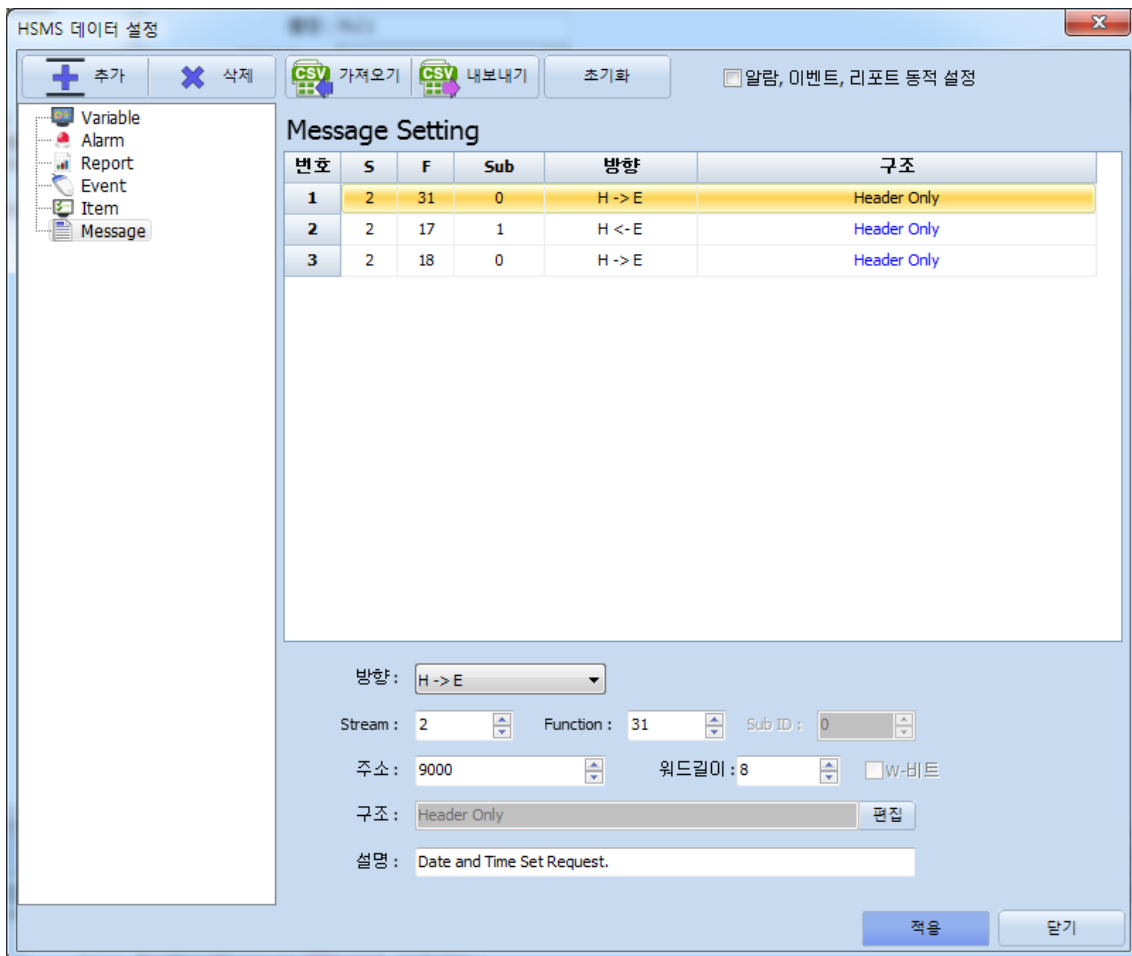 HSMS 데이터 설정
추가 삭제 CSV 가져오기 CSV 내보내기 초기화 알람, 이벤트, 리포트 동적 설정
Variable
Alarm
Report
Event
Item
Message
Message Setting
번호 S F Sub 방향 구조
1 2 31 0 H -> E Header Only
2 2 17 1 H <- E Header Only
3 2 18 0 H -> E Header Only
방향 : H -> E
Stream : 2 Function : 31 Sub ID : 0
주소 : 9000 워드길이 : 8 W-비트
구조 : Header Only 편집
설명 : Date and Time Set Request.
적용 닫기